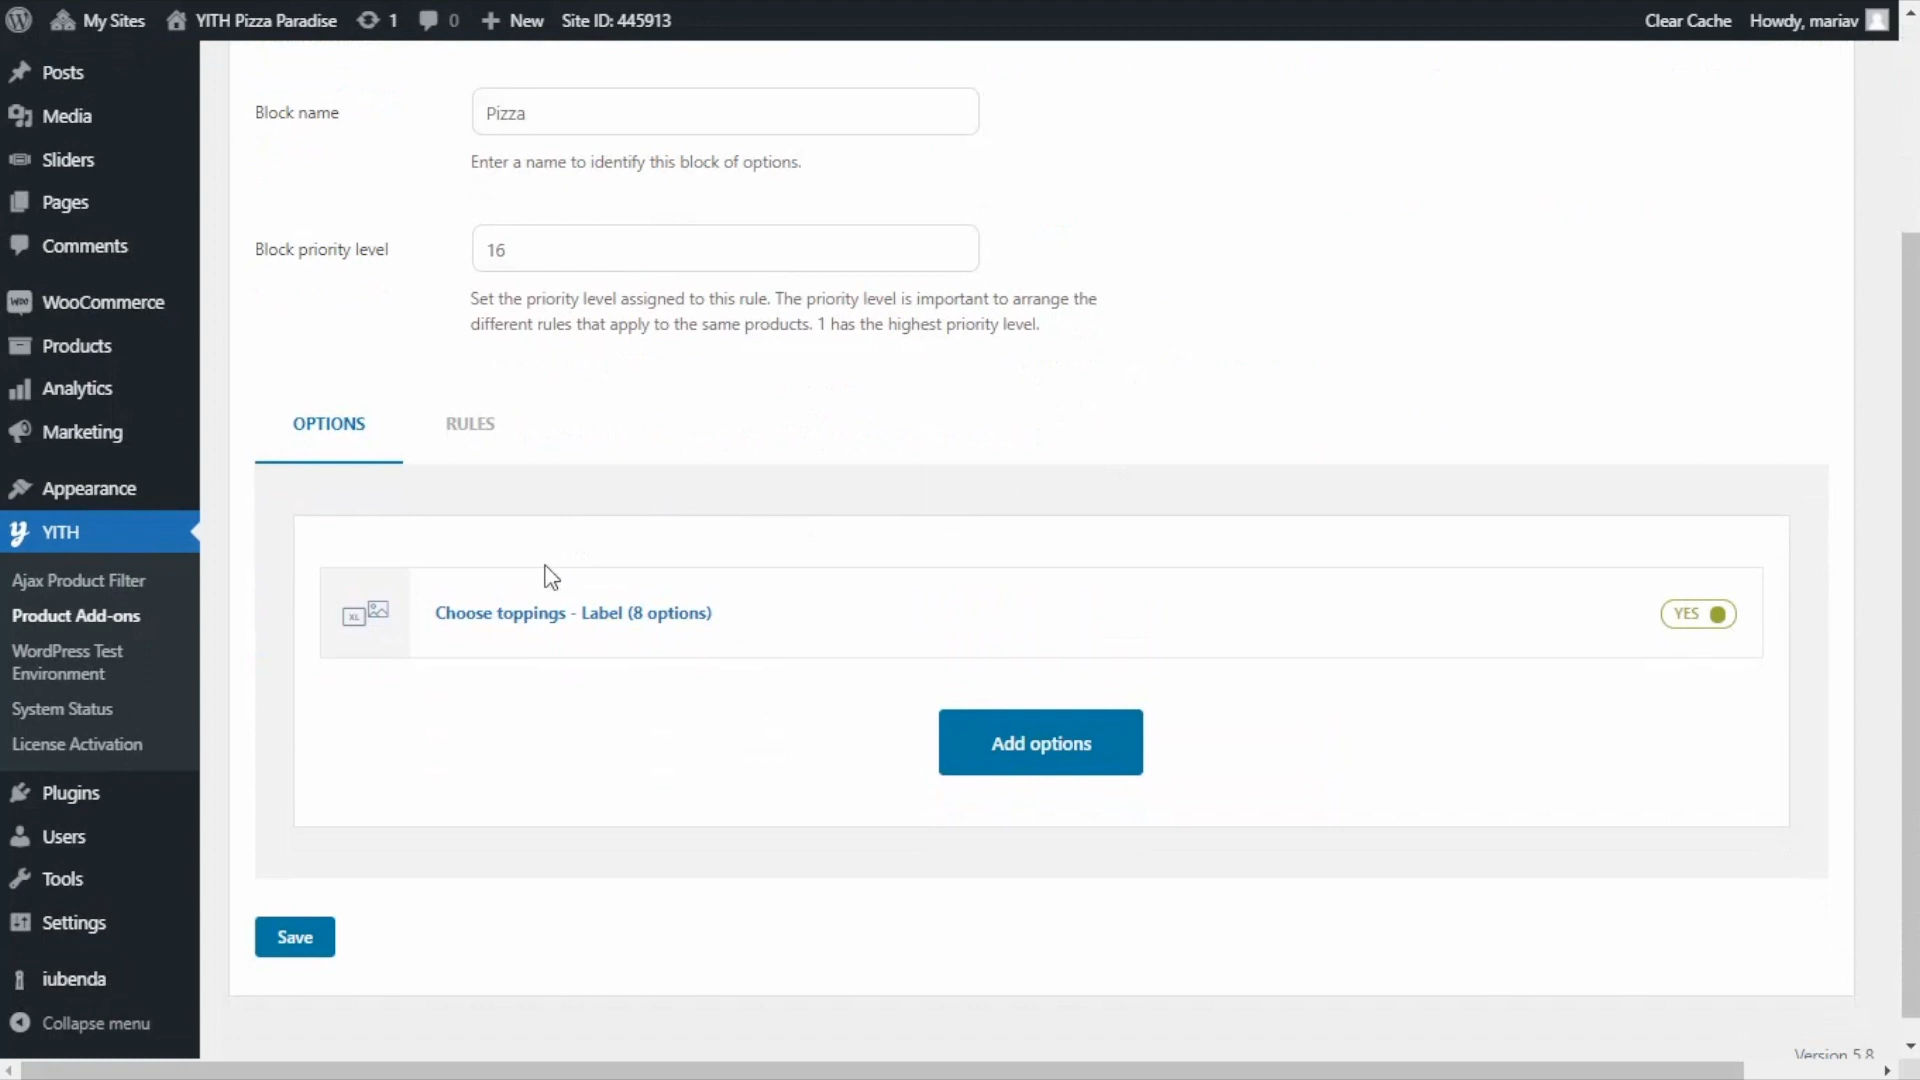 My Sites
YITH Pizza Paradise
1
0
New
Site ID: 445913
Clear Cache
Howdy, mariav
Posts
Media
Sliders
Pages
Comments
WooCommerce
Products
Analytics
Marketing
Appearance
YITH
Ajax Product Filter
Product Add-ons
WordPress Test
Environment
System Status
License Activation
Plugins
Users
Tools
Settings
iubenda
Collapse menu
Block name
Pizza
Enter a name to identify this block of options.
Block priority level
16
Set the priority level assigned to this rule. The priority level is important to arrange the
different rules that apply to the same products. 1 has the highest priority level.
OPTIONS
RULES
XL
Choose toppings - Label (8 options)
YES
Add options
Save
Version 5.8